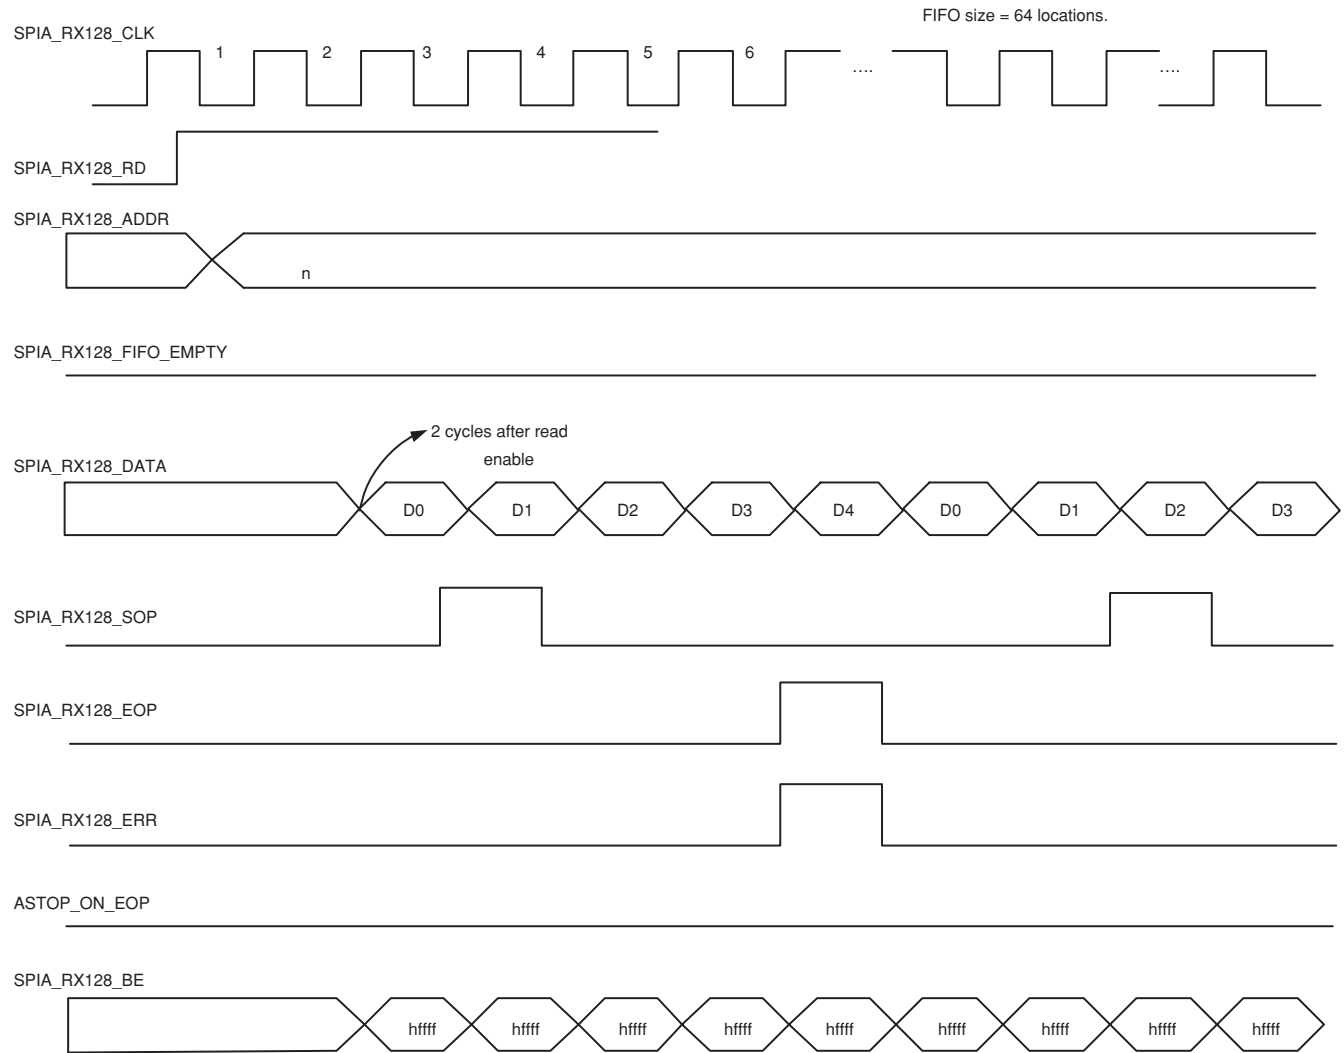 FIFO size = 64 locations.
SPIA_RX128_CLK
1 2 3 4 5 6
.... ....
SPIA_RX128_RD
SPIA_RX128_ADDR
n
SPIA_RX128_FIFO_EMPTY
2 cycles after read
enable
SPIA_RX128_DATA
D0 D1 D2 D3 D4 D0 D1 D2 D3
SPIA_RX128_SOP
SPIA_RX128_EOP
SPIA_RX128_ERR
ASTOP_ON_EOP
SPIA_RX128_BE
hffff hffff hffff hffff hffff hffff hffff hffff hffff